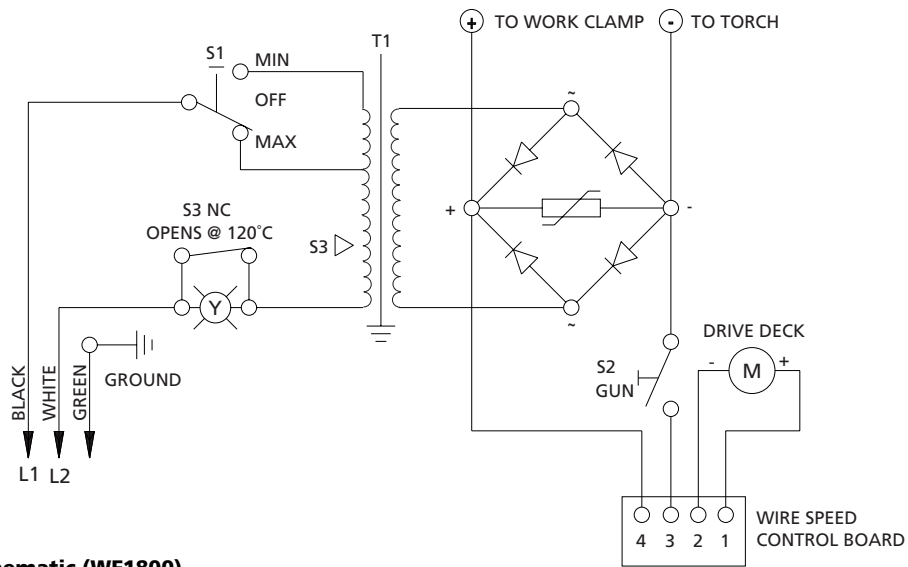 + TO WORK CLAMP
- TO TORCH
T1
S1
MIN
OFF
MAX
~
+
-
S3 NC
OPENS @ 120˚C
S3
Y
~
GROUND
BLACK
WHITE
GREEN
L1 L2
DRIVE DECK
- M +
S2
GUN
4 3 2 1
WIRE SPEED
CONTROL BOARD
(WF1800)